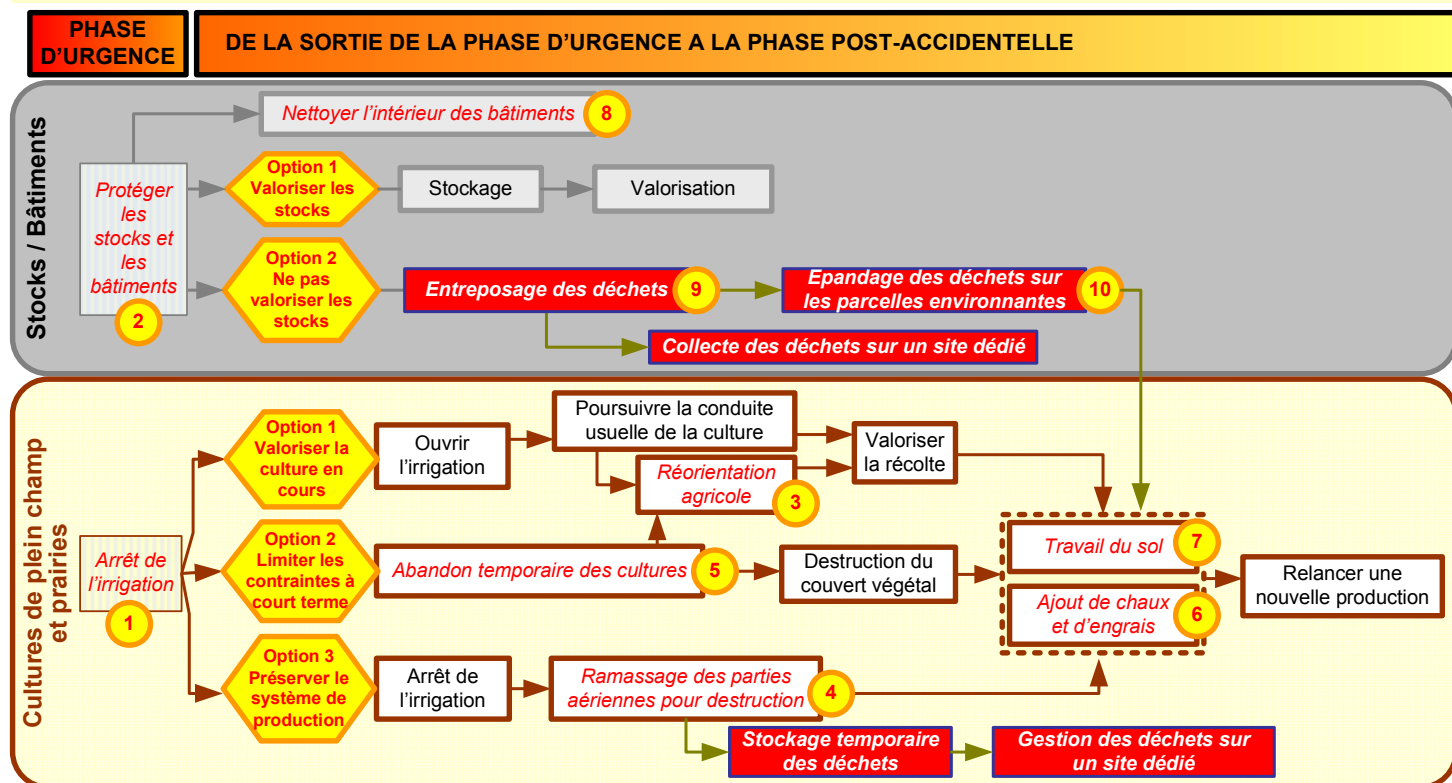 PHASE
D'URGENCE
DE LA SORTIE DE LA PHASE D'URGENCE A LA PHASE POST-ACCIDENTELLE
Stocks / Bâtiments
Nettoyer l'intérieur des bâtiments
8
Protéger
les
stocks et
les
bâtiments
2
Option 1
Valoriser les
stocks
Stockage
Valorisation
Option 2
Ne pas
valoriser les
stocks
Entreposage des déchets
9
Epandage des déchets sur
les parcelles environnantes
10
Collecte des déchets sur un site dédié
Cultures de plein champ
et prairies
Arrêt de
l'irrigation
1
Option 1
Valoriser la
culture en
cours
Ouvrir
l'irrigation
Poursuivre la conduite
usuelle de la culture
Réorientation
agricole
3
Valoriser
la récolte
Option 2
Limiter les
contraintes à
court terme
Abandon temporaire des cultures
5
Destruction du
couvert végétal
Travail du sol
7
Ajout de chaux
et d'engrais
6
Relancer une
nouvelle production
Option 3
Préserver le
système de
production
Arrêt de
l'irrigation
Ramassage des parties
aériennes pour destruction
4
Stockage temporaire
des déchets
Gestion des déchets sur
un site dédié